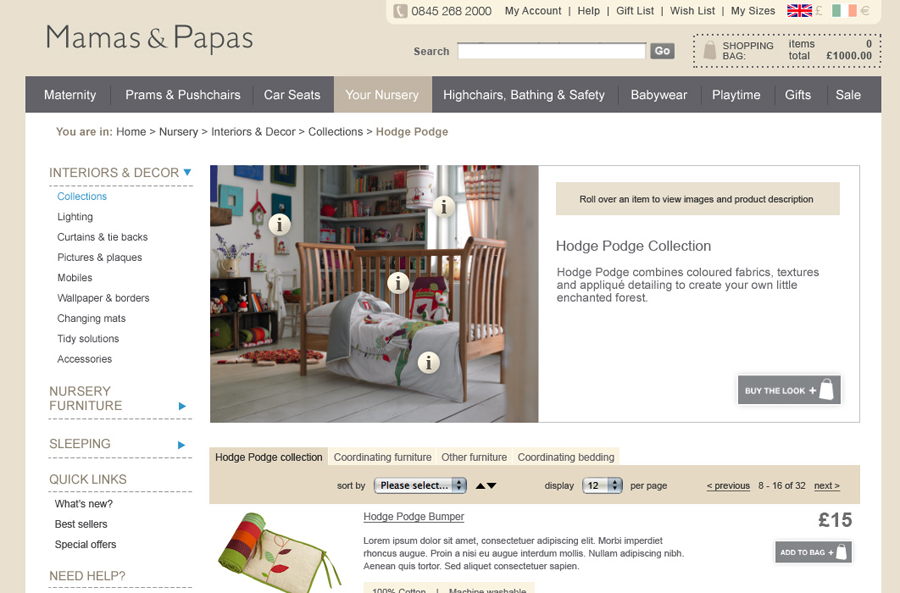 0845 268 2000 My Account | Help | Gift List | Wish List | My Sizes £ €
Mamas & Papas
Search Go
SHOPPING BAG: items 0
total £1000.00
Maternity Prams & Pushchairs Car Seats Your Nursery Highchairs, Bathing & Safety Babywear Playtime Gifts Sale
You are in: Home > Nursery > Interiors & Decor > Collections > Hodge Podge
INTERIORS & DECOR
Collections
Lighting
Curtains & tie backs
Pictures & plaques
Mobiles
Wallpaper & borders
Changing mats
Tidy solutions
Accessories
NURSERY
FURNITURE
SLEEPING
QUICK LINKS
What's new?
Best sellers
Special offers
NEED HELP?
i
i
i
i
Roll over an item to view images and product description
Hodge Podge Collection
Hodge Podge combines coloured fabrics, textures
and appliqué detailing to create your own little
enchanted forest.
BUY THE LOOK +
Hodge Podge collection Coordinating furniture Other furniture Coordinating bedding
sort by Please select... display 12 per page < previous 8 - 16 of 32 next >
Hodge Podge Bumper £15
Lorem ipsum dolor sit amet, consectetuer adipiscing elit. Morbi imperdiet
rhoncus augue. Proin a nisi eu augue interdum mollis. Nullam adipiscing nibh.
Aenean quis tortor. Sed aliquet consectetuer sapien.
ADD TO BAG +
100% Cotton | Machine washable